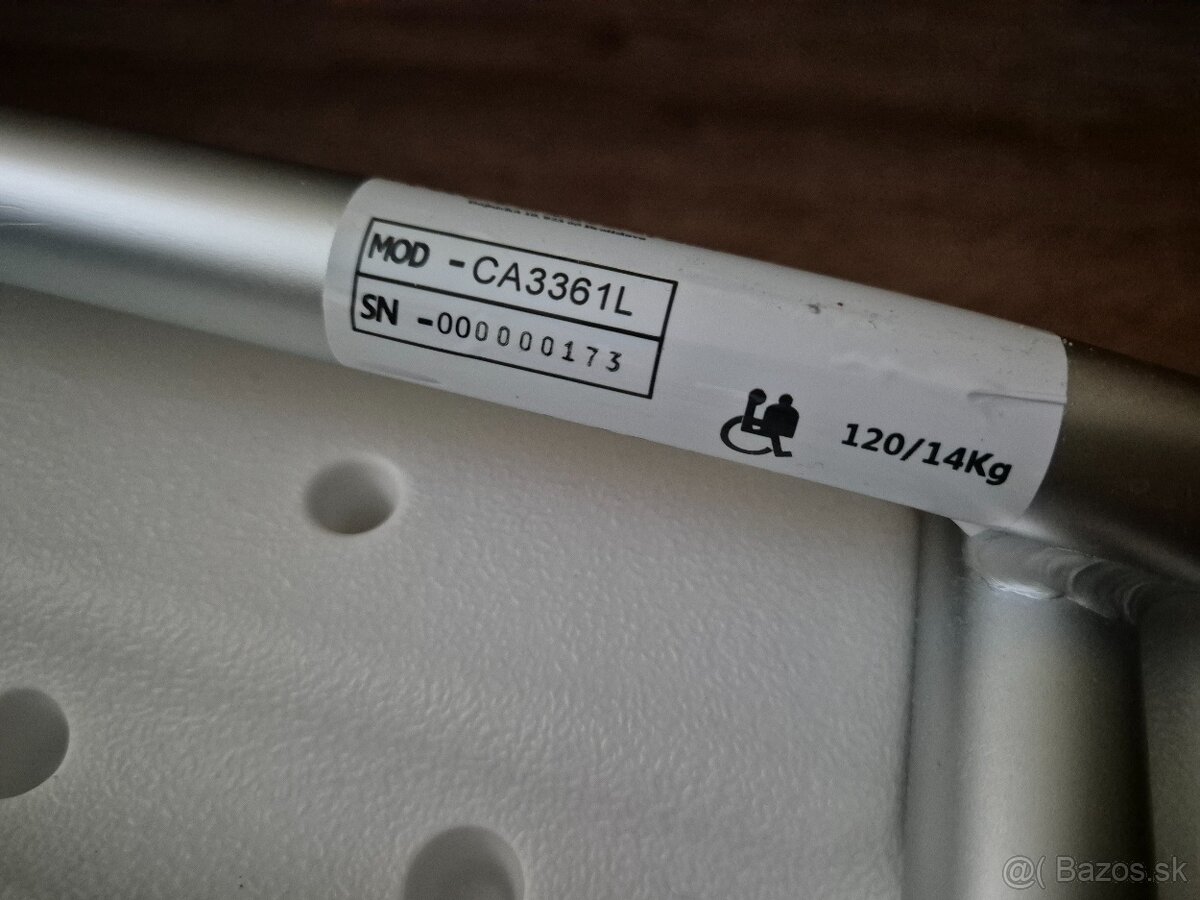 MOD -CA3361L
SN -000000173
120/14Kg
@( Bazos.sk